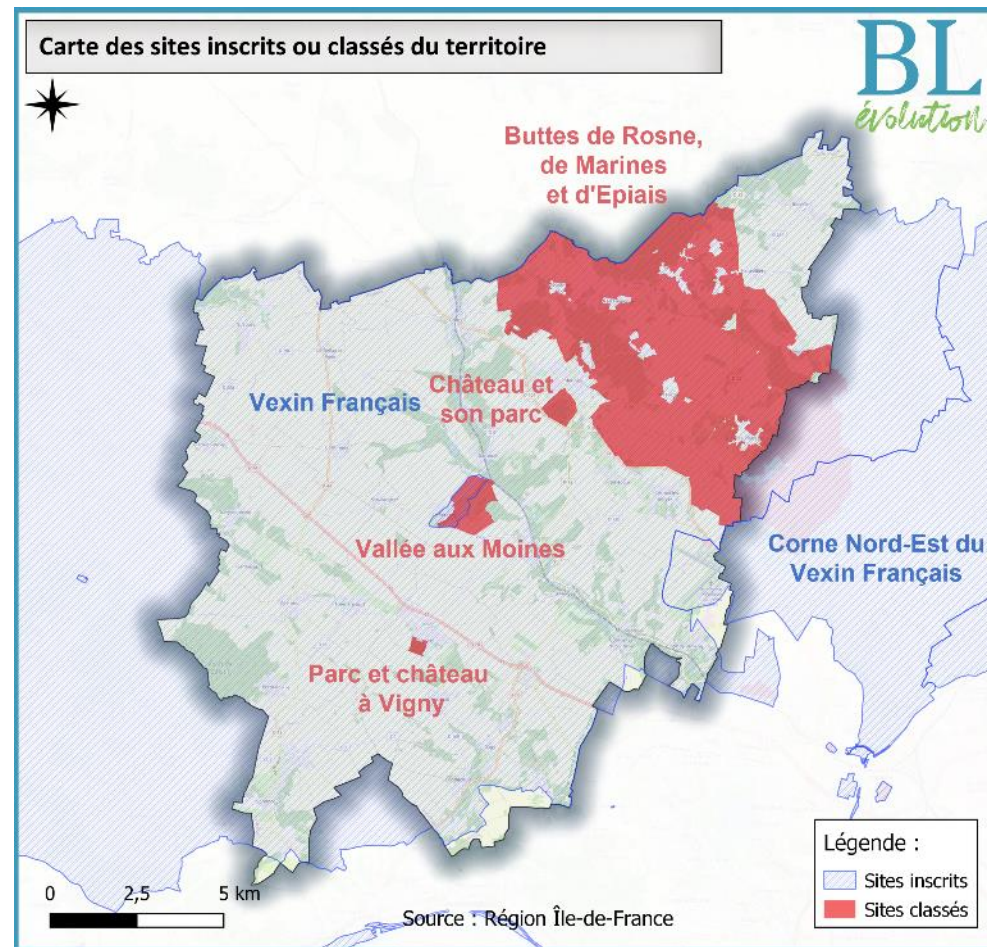 Carte des sites inscrits ou classés du territoire
BL
évolution
Buttes de Rosne,
de Marines
et d'Epiais
Château et
son parc
Vexin Français
Vallée aux Moines
Corne Nord-Est du
Vexin Français
Parc et château
à Vigny
Légende :
Sites inscrits
Sites classés
0 2,5 5 km
Source : Région Île-de-France